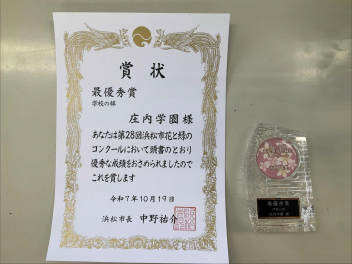 賞状
最優秀賞
学校の部
庄内学園 様
あなたは第28回浜松市花と緑の
コンクールにおいて頭書のとおり
優秀な成績をおさめられましたので
これを賞します
令和7年10月19日
浜松市長 中野祐介
最優秀賞